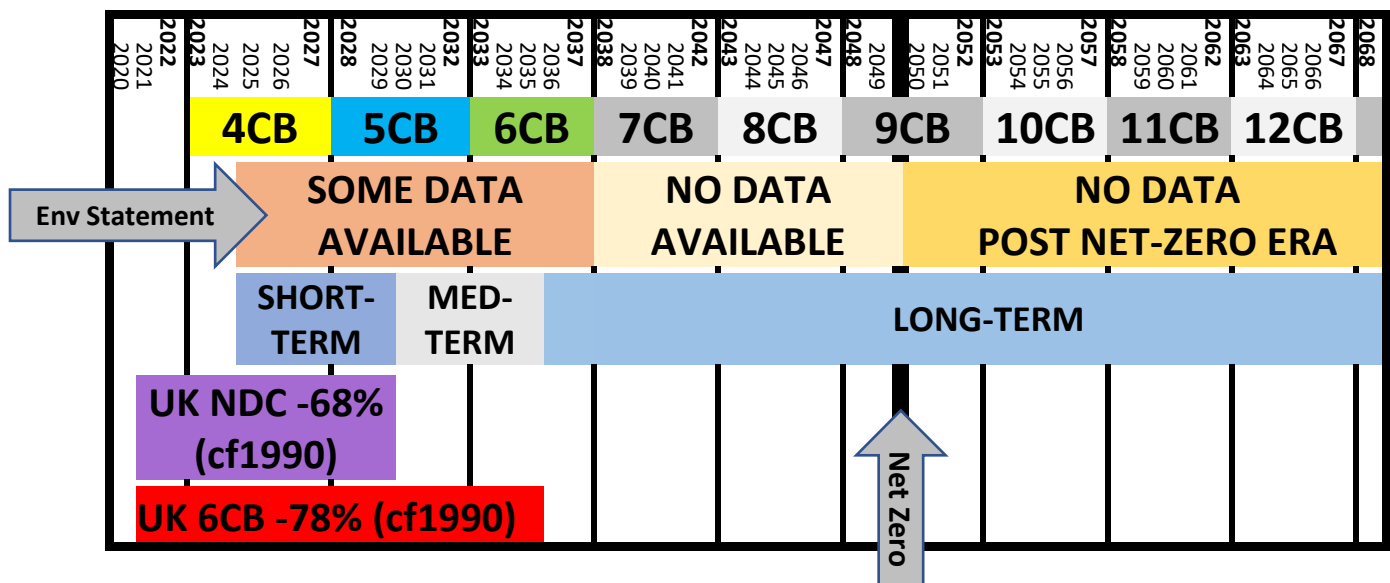 2020
2021
2022
2023
2024
2025
2026
2027
2028
2029
2030
2031
2032
2033
2034
2035
2036
2037
2038
2039
2040
2041
2042
2043
2044
2045
2046
2047
2048
2049
2050
2051
2052
2053
2054
2055
2056
2057
2058
2059
2060
2061
2062
2063
2064
2065
2066
2067
2068
4CB
5CB
6CB
7CB
8CB
9CB
10CB
11CB
12CB
Env Statement
SOME DATA
AVAILABLE
NO DATA
AVAILABLE
NO DATA
POST NET-ZERO ERA
SHORT-
TERM
MED-
TERM
LONG-TERM
UK NDC -68%
(cf1990)
UK 6CB -78% (cf1990)
Net Zero